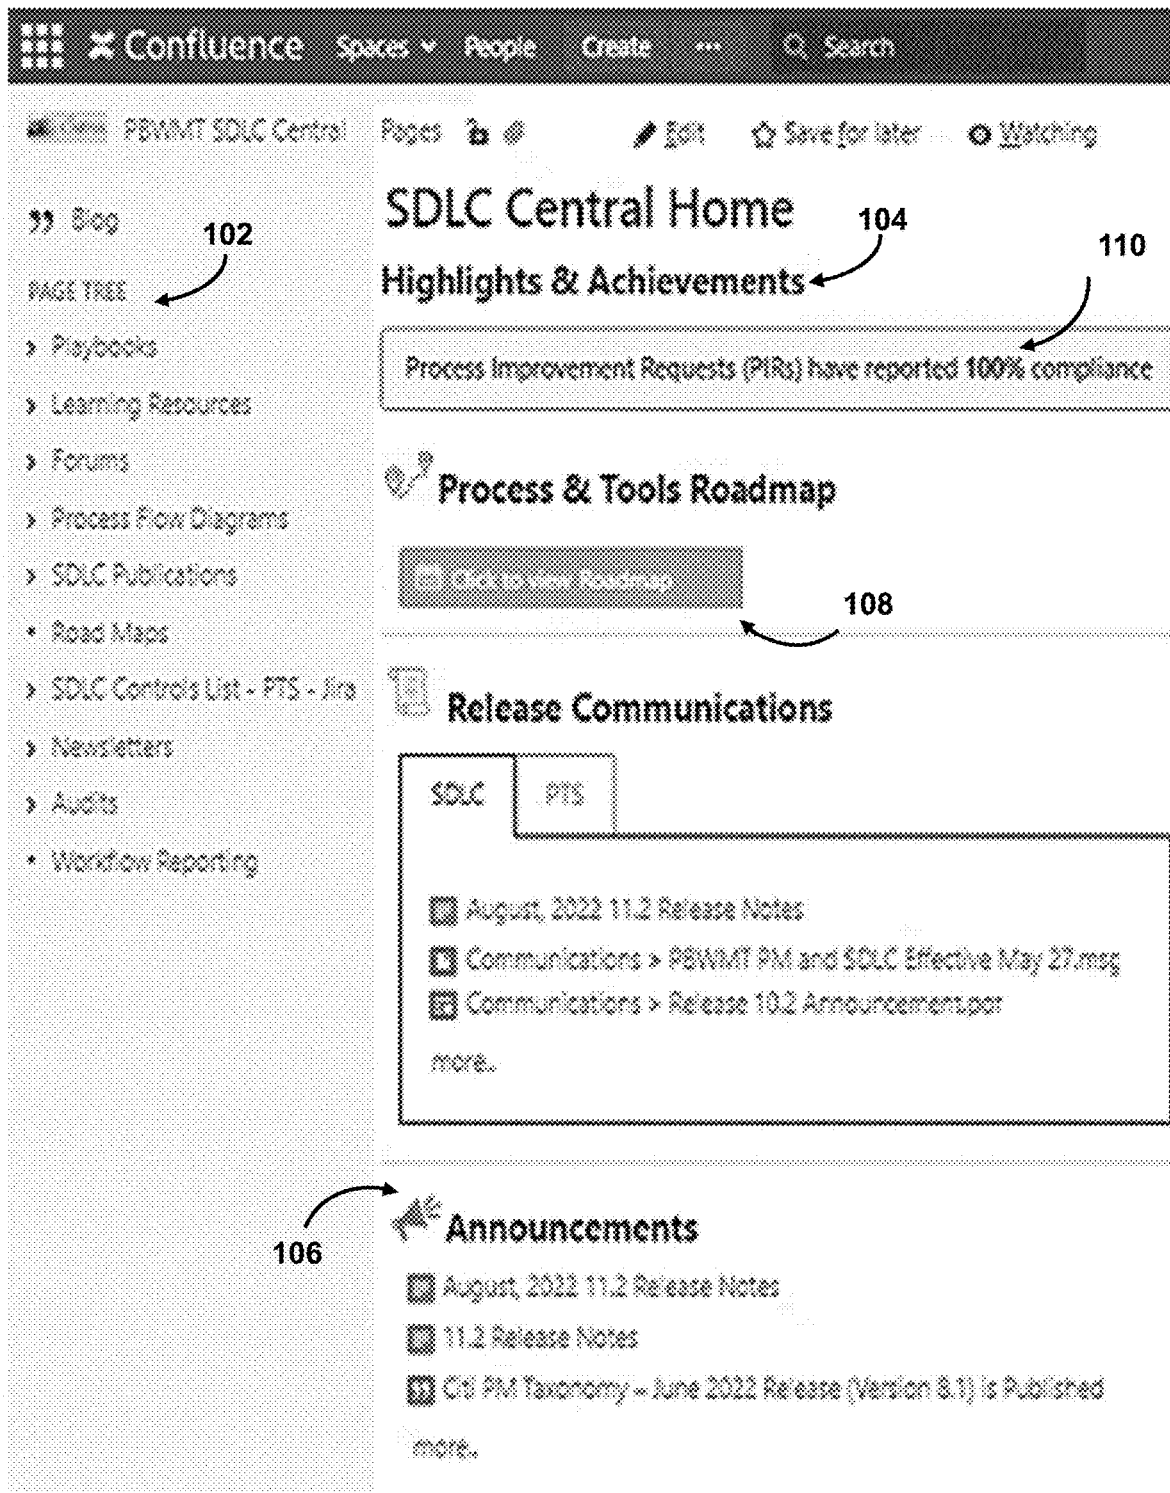 Confluence Spaces People Create ••• Search
PBWMT SDLC Central
Pages Edit Save for later Watching
Blog
SDLC Central Home
102
104
110
PAGE TREE
Highlights & Achievements
› Playbooks
Process Improvement Requests (PIRs) have reported 100% compliance
› Learning Resources
› Forums
Process & Tools Roadmap
› Process Flow Diagrams
› SDLC Publications
Click to view Roadmap
108
• Road Maps
› SDLC Controls List - PTS - Jira
Release Communications
› Newsletters
SDLC PTS
› Audits
• Workflow Reporting
August, 2022 11.2 Release Notes
Communications > PBWMT PM and SDLC Effective May 27.msg
Communications > Release 10.2
more..
106
Announcements
August, 2022 11.2 Release Notes
11.2 Release Notes
Citi PM Taxonomy – June 2022 Release (Version 8.1) is Published
more..